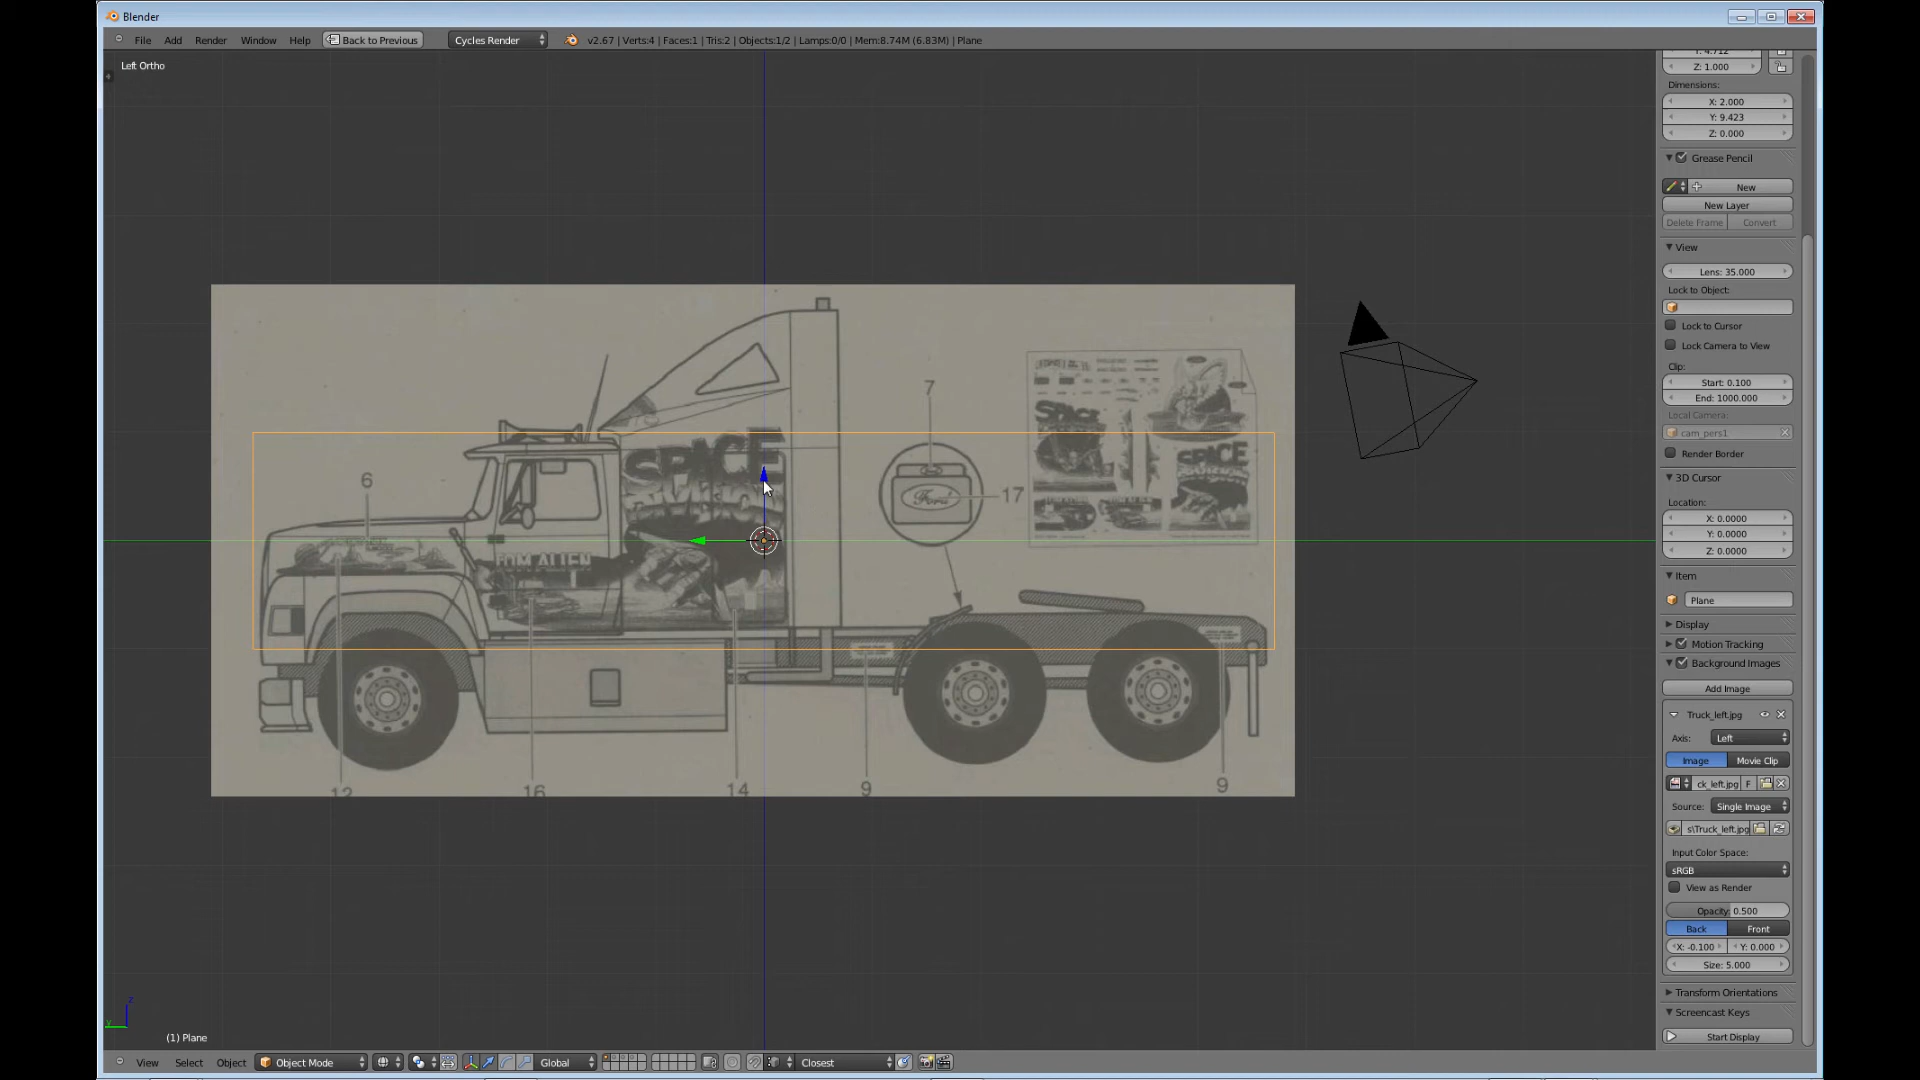 Blender
File Add Render Window Help Back to Previous Cycles Render v2.67 | Verts:4 | Faces:1 | Tris:2 | Objects:1/2 | Lamps:0/0 | Mem:8.74M (6.83M) | Plane
Left Ortho
Y: 4.712
Z: 1.000
Dimensions:
X: 2.000
Y: 9.423
Z: 0.000
Grease Pencil
New
New Layer
Delete Frame Convert
View
Lens: 35.000
Lock to Object:
Lock to Cursor
Lock Camera to View
Clip:
Start: 0.100
End: 1000.000
Local Camera:
cam_pers1
Render Border
3D Cursor
Location:
X: 0.0000
Y: 0.0000
Z: 0.0000
Item
Plane
Display
Motion Tracking
Background Images
Add Image
Truck_left.jpg
Axis: Left
Image Movie Clip
ck_left.jpg F
Source: Single Image
s\Truck_left.jpg
Input Color Space:
sRGB
View as Render
Opacity: 0.500
Back Front
X: -0.100 Y: 0.000
Size: 5.000
Transform Orientations
Screencast Keys
Start Display
6
7
17
Ford
SPACE
TOM ALIEN
SPACE
SPACE
12
16
14
9
9
z
y
(1) Plane
View Select Object Object Mode Global Closest